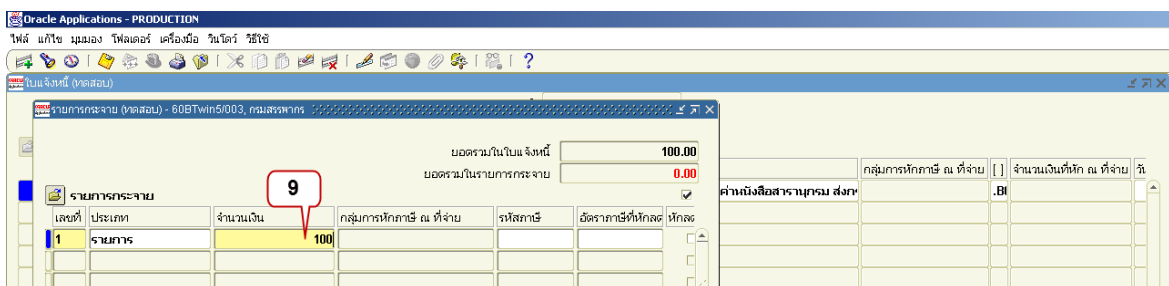 Oracle Applications - PRODUCTION
ไฟล์ แก้ไข มุมมอง โฟลเดอร์ เครื่องมือ วินโดว์ วิธีใช้
ใบแจ้งหนี้ (ทดสอบ)
รายการกระจาย (ทดสอบ) - 60BTwin5/003, กรมสรรพากร
ยอดรวมในใบแจ้งหนี้ 100.00
ยอดรวมในรายการกระจาย 0.00
กลุ่มการหักภาษี ณ ที่จ่าย [ ] จำนวนเงินที่หัก ณ ที่จ่าย
9
รายการกระจาย
ค่าหนังสือสารานุกรม ส่งก
เลขที่ ประเภท จำนวนเงิน กลุ่มการหักภาษี ณ ที่จ่าย รหัสภาษี อัตราภาษีที่หักลด หักลด
1 รายการ 100